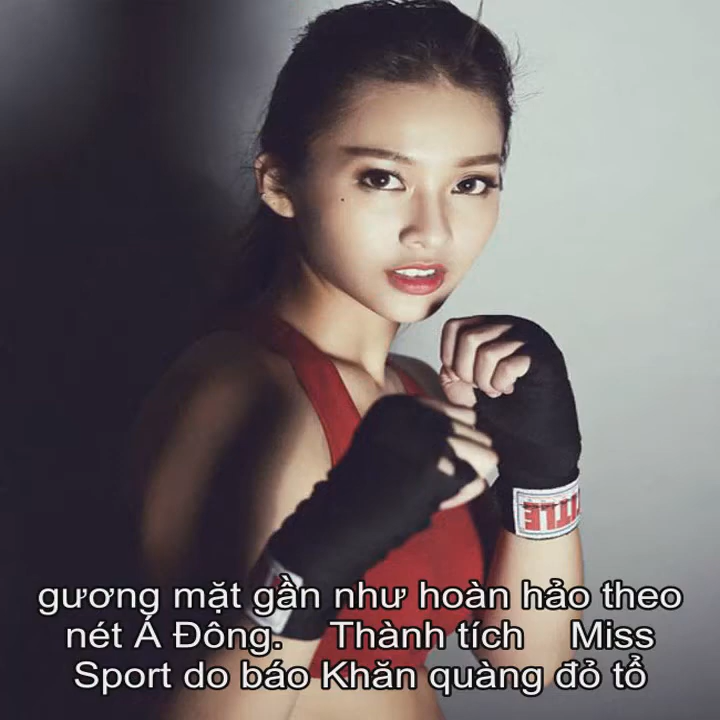 TITLE
gương mặt gần như hoàn hảo theo
nét Á Đông. Thành tích Miss
Sport do báo Khăn quàng đỏ tổ